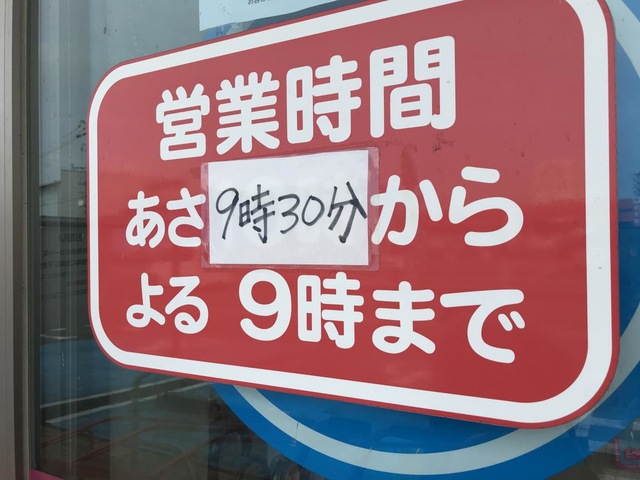 営業時間
あさ9時30分から
よる 9時まで